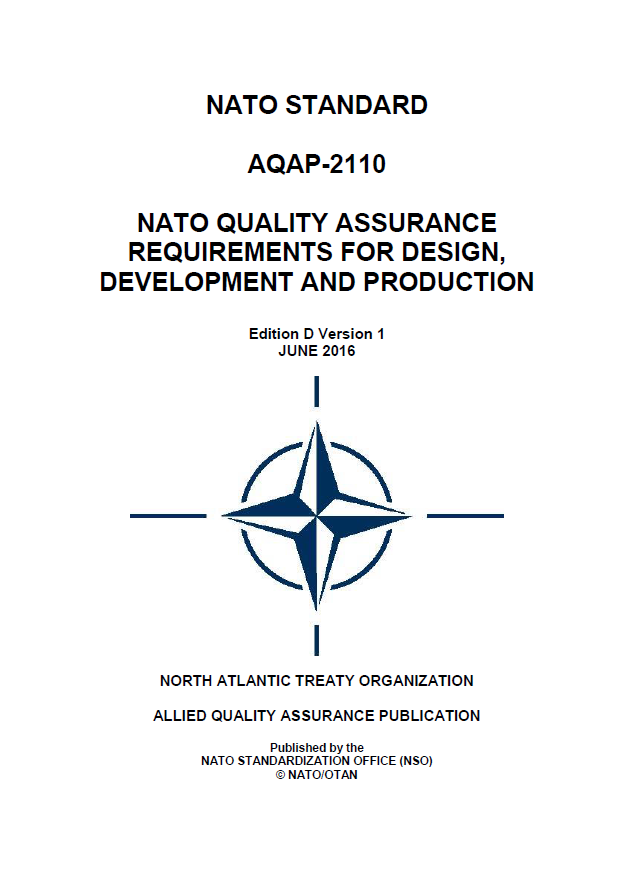 NATO STANDARD
AQAP-2110
NATO QUALITY ASSURANCE
REQUIREMENTS FOR DESIGN,
DEVELOPMENT AND PRODUCTION
Edition D Version 1
JUNE 2016
NORTH ATLANTIC TREATY ORGANIZATION
ALLIED QUALITY ASSURANCE PUBLICATION
Published by the
NATO STANDARDIZATION OFFICE (NSO)
© NATO/OTAN